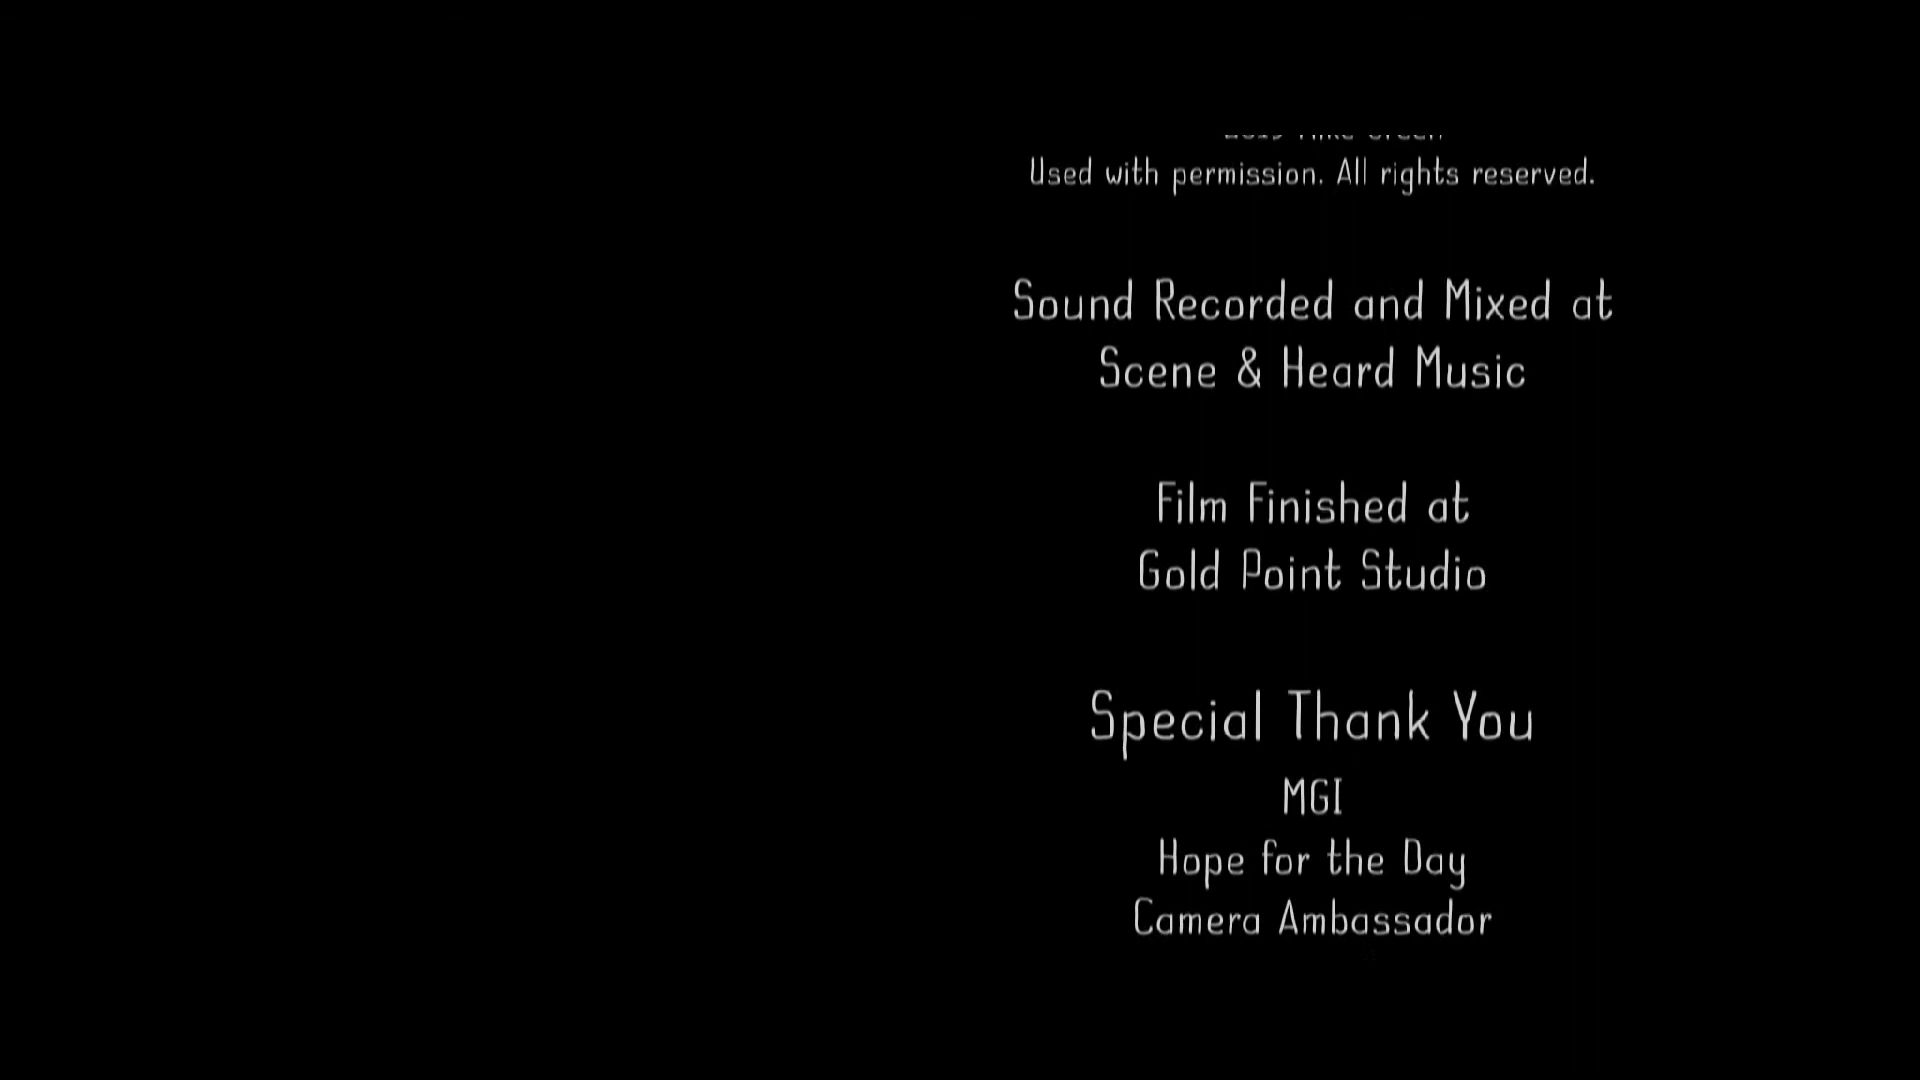 Used with permission. All rights reserved.
Sound Recorded and Mixed at
Scene & Heard Music
Film Finished at
Gold Point Studio
Special Thank You
MGI
Hope for the Day
Camera Ambassador